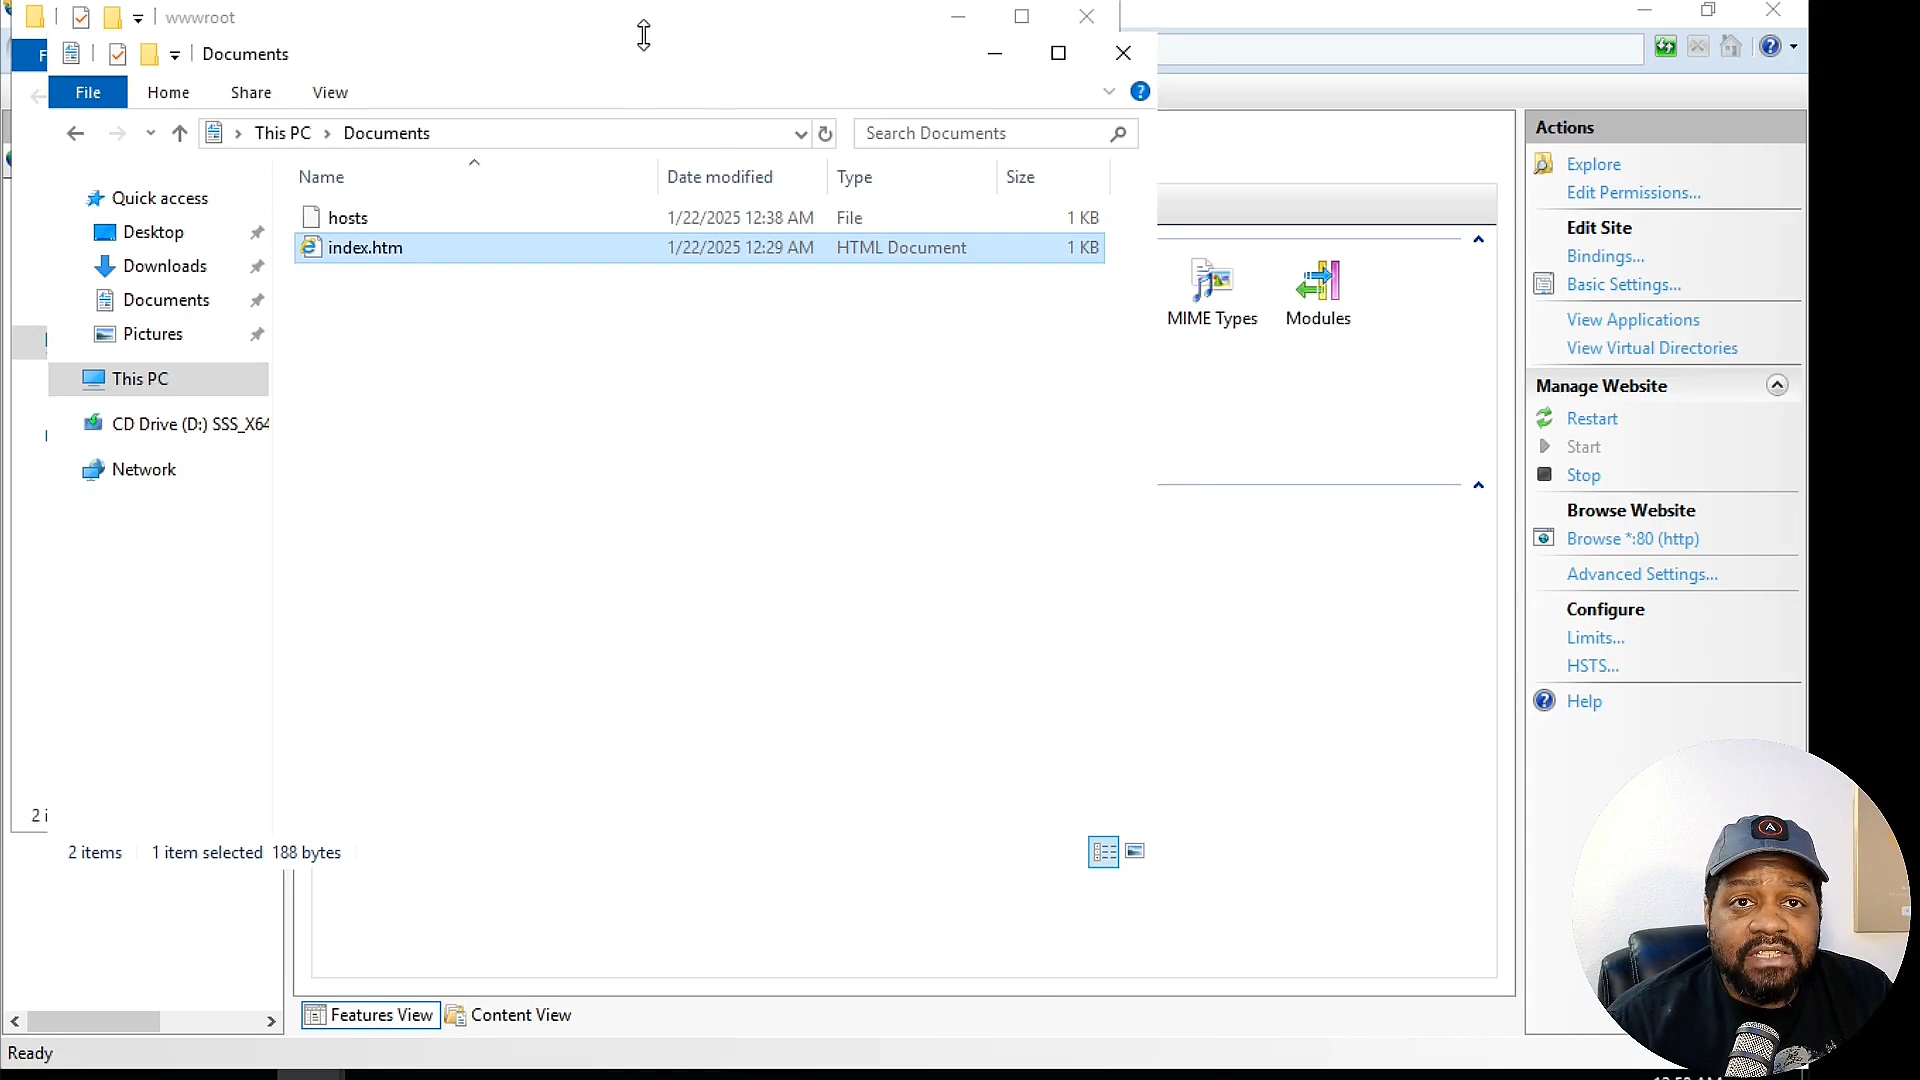 wwwroot
Documents
File
Home
Share
View
This PC
Documents
Search Documents
Name
Date modified
Type
Size
hosts
1/22/2025 12:38 AM
File
1 KB
index.htm
1/22/2025 12:29 AM
HTML Document
1 KB
Quick access
Desktop
Downloads
Documents
Pictures
This PC
CD Drive (D:) SSS_X64
Network
2 i
2 items
1 item selected 188 bytes
MIME Types
Modules
Actions
Explore
Edit Permissions...
Edit Site
Bindings...
Basic Settings...
View Applications
View Virtual Directories
Manage Website
Restart
Start
Stop
Browse Website
Browse *:80 (http)
Advanced Settings...
Configure
Limits...
HSTS...
Help
Features View
Content View
Ready